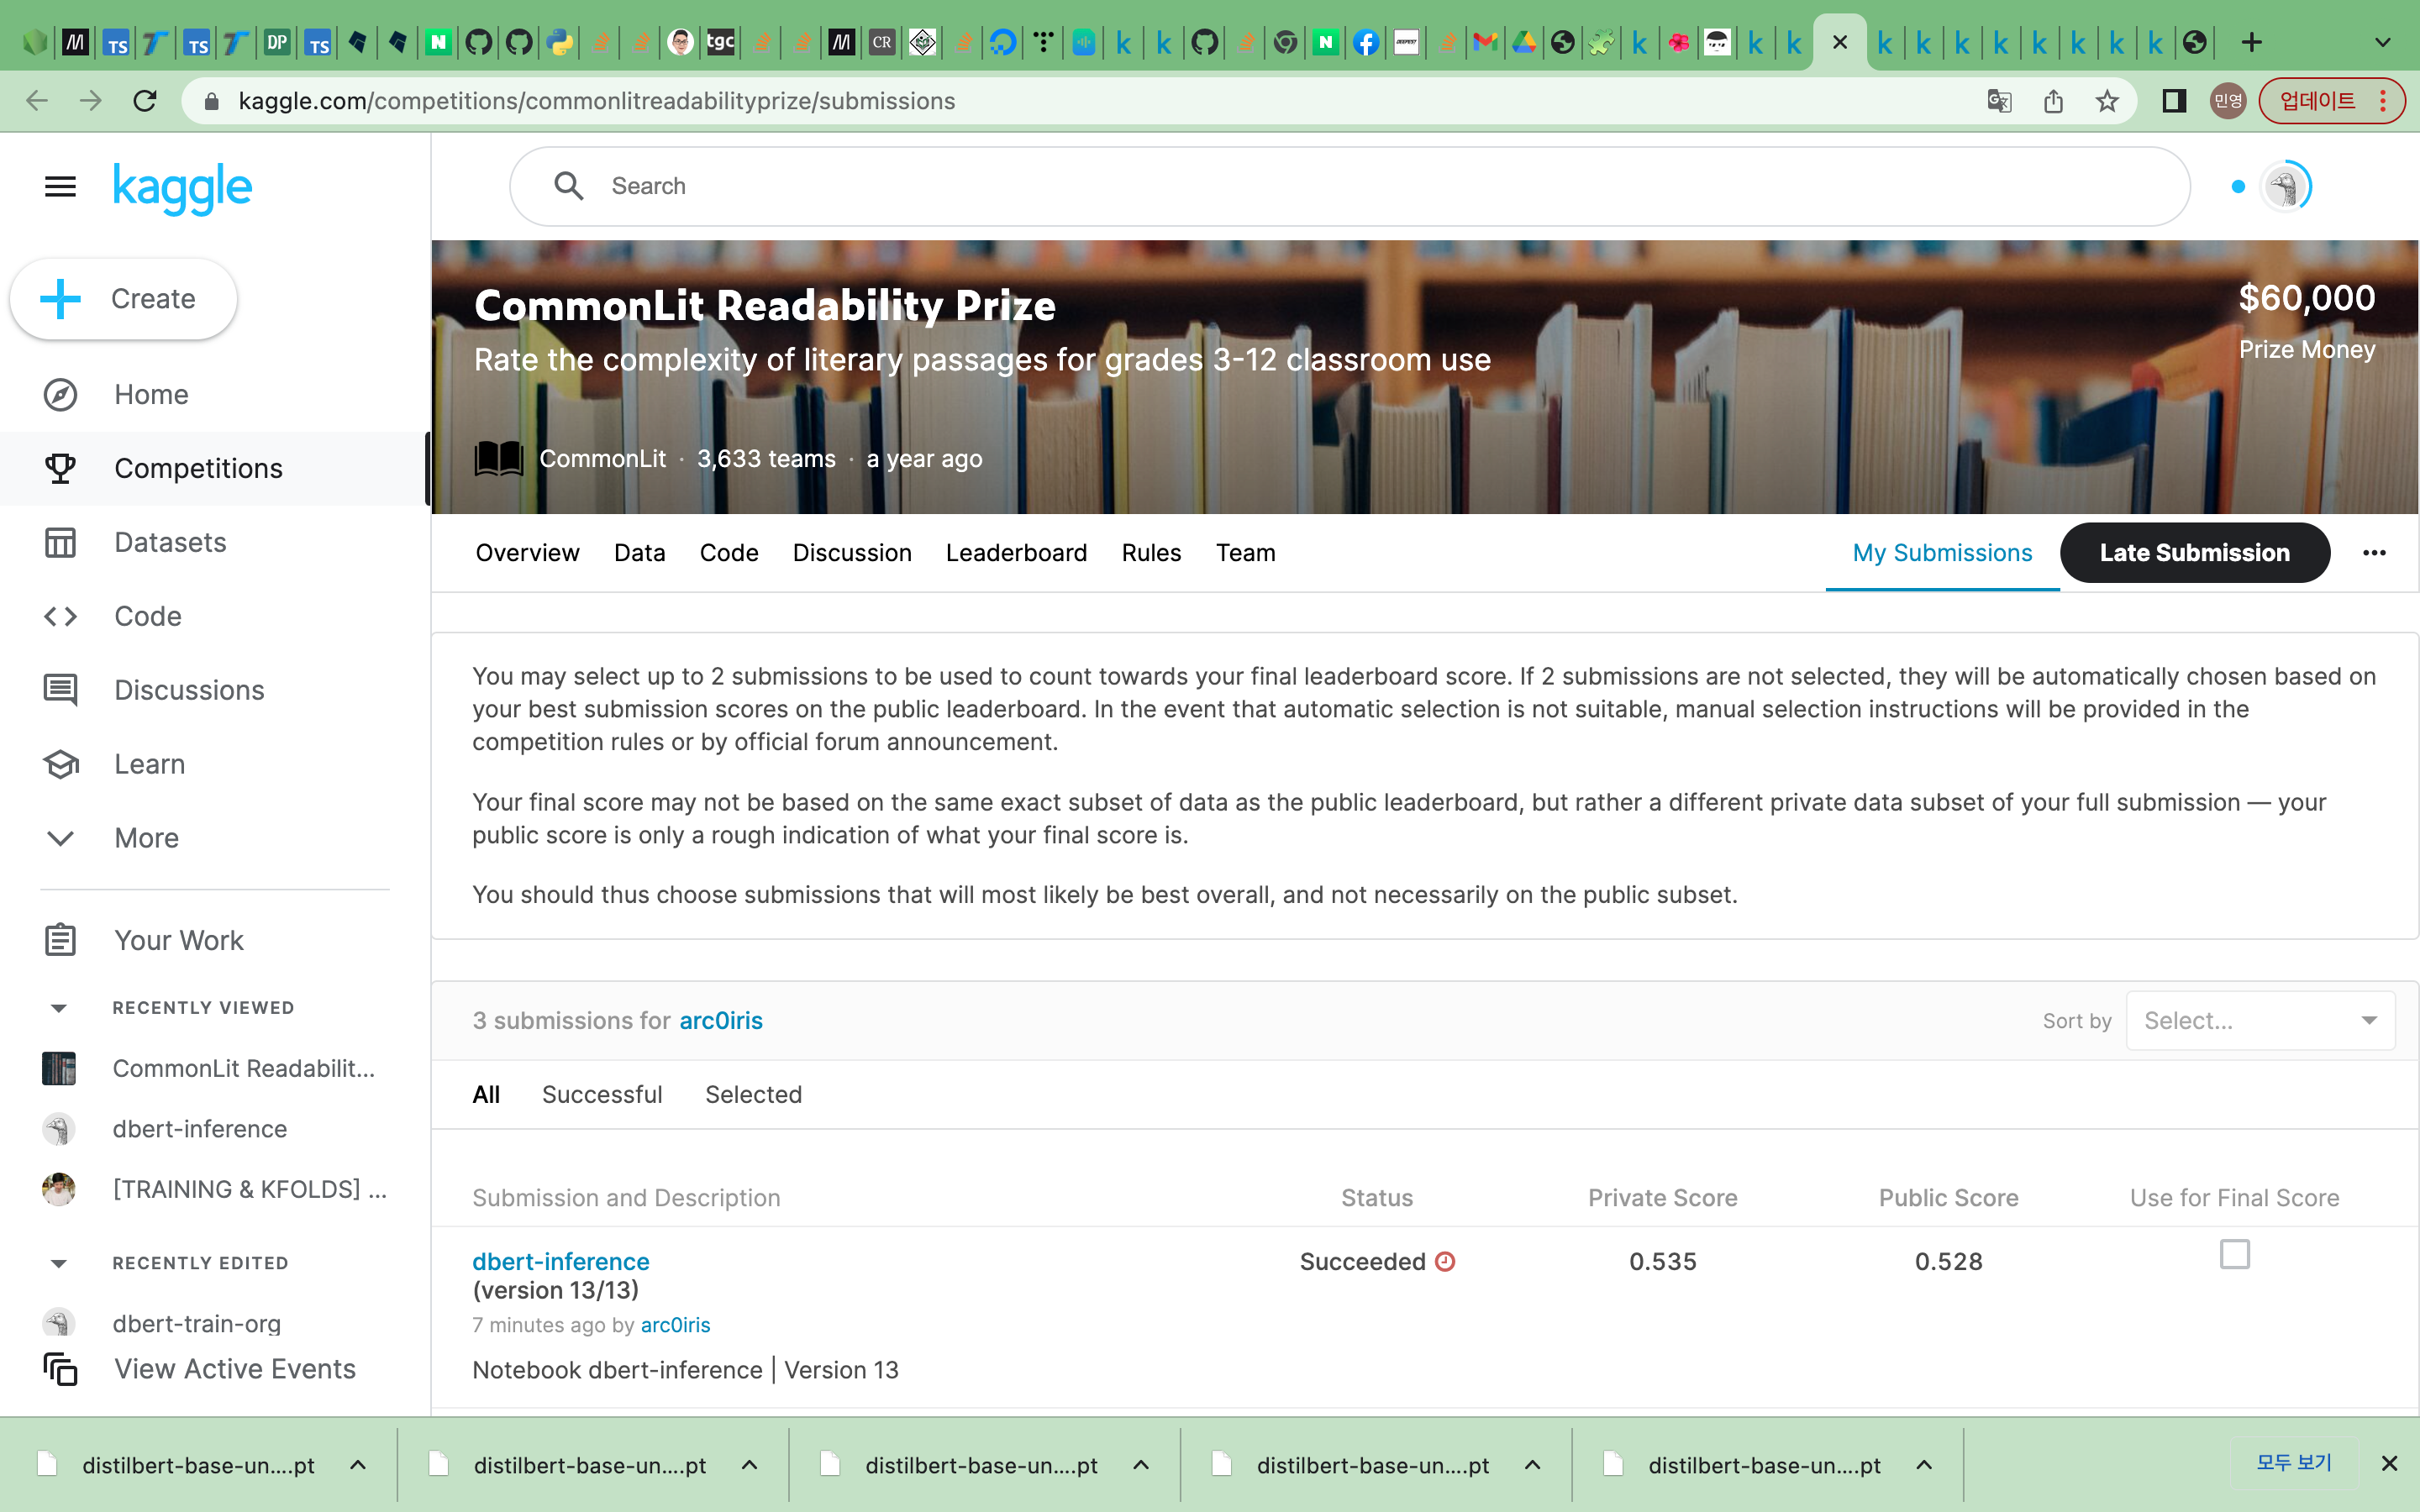 kaggle.com/competitions/commonlitreadabilityprize/submissions
민영
업데이트
kaggle
Search
Create
Home
Competitions
Datasets
Code
Discussions
Learn
More
Your Work
RECENTLY VIEWED
CommonLit Readabilit...
dbert-inference
[TRAINING & KFOLDS] ...
RECENTLY EDITED
dbert-train-org
View Active Events
CommonLit Readability Prize
Rate the complexity of literary passages for grades 3-12 classroom use
$60,000
Prize Money
CommonLit · 3,633 teams · a year ago
Overview Data Code Discussion Leaderboard Rules Team My Submissions Late Submission
You may select up to 2 submissions to be used to count towards your final leaderboard score. If 2 submissions are not selected, they will be automatically chosen based on
your best submission scores on the public leaderboard. In the event that automatic selection is not suitable, manual selection instructions will be provided in the
competition rules or by official forum announcement.
Your final score may not be based on the same exact subset of data as the public leaderboard, but rather a different private data subset of your full submission — your
public score is only a rough indication of what your final score is.
You should thus choose submissions that will most likely be best overall, and not necessarily on the public subset.
3 submissions for arc0iris
Sort by Select...
All Successful Selected
Submission and Description Status Private Score Public Score Use for Final Score
dbert-inference Succeeded 0.535 0.528
(version 13/13)
7 minutes ago by arc0iris
Notebook dbert-inference | Version 13
distilbert-base-un....pt distilbert-base-un....pt distilbert-base-un....pt distilbert-base-un....pt distilbert-base-un....pt 모두 보기